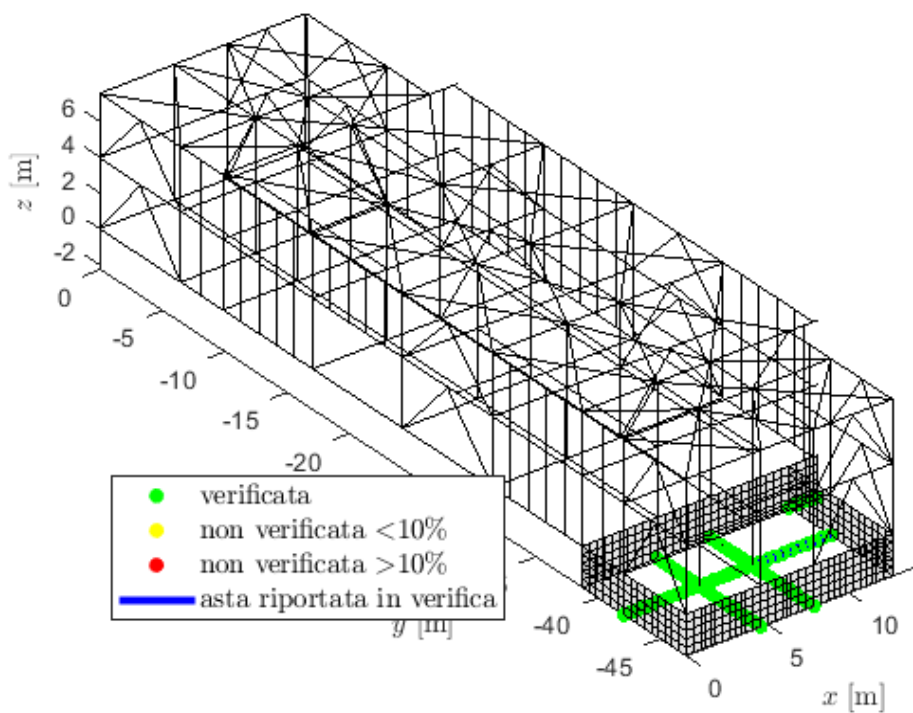 6
4
2
0
-2
z [m]
0
-5
-10
-15
-20
verificata
non verificata <10%
non verificata >10%
asta riportata in verifica
y [m]
-40
-45
0
5
10
x [m]